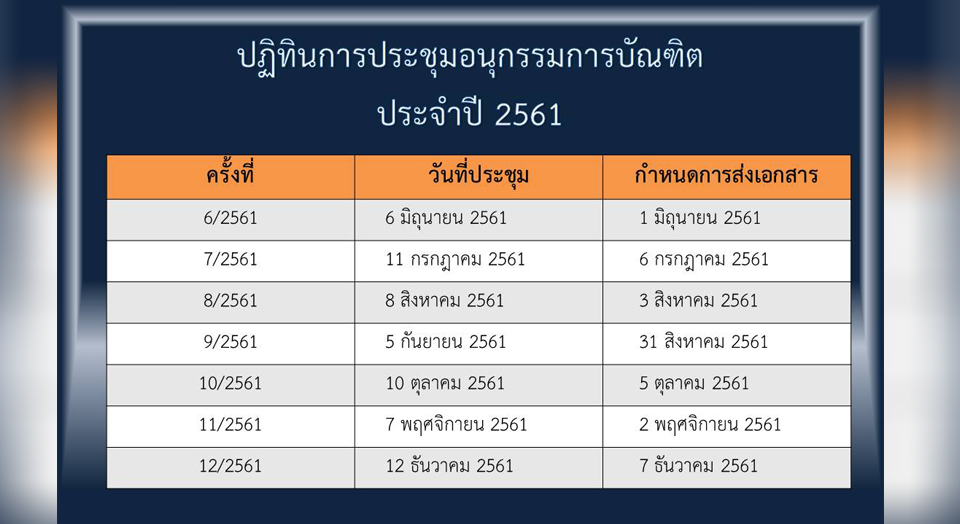 ปฏิทินการประชุมอนุกรรมการบัณฑิต
ประจำปี 2561
ครั้งที่ วันที่ประชุม กำหนดการส่งเอกสาร
6/2561 6 มิถุนายน 2561 1 มิถุนายน 2561
7/2561 11 กรกฎาคม 2561 6 กรกฎาคม 2561
8/2561 8 สิงหาคม 2561 3 สิงหาคม 2561
9/2561 5 กันยายน 2561 31 สิงหาคม 2561
10/2561 10 ตุลาคม 2561 5 ตุลาคม 2561
11/2561 7 พฤศจิกายน 2561 2 พฤศจิกายน 2561
12/2561 12 ธันวาคม 2561 7 ธันวาคม 2561